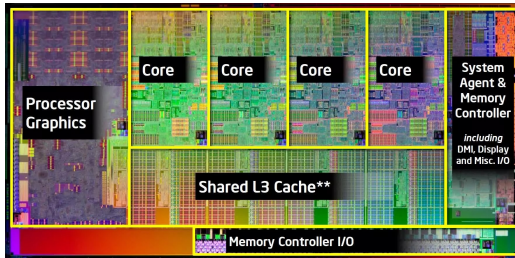 Processor
Graphics
Core
Core
Core
Core
System
Agent &
Memory
Controller
including
DMI, Display
and Misc. I/O
Shared L3 Cache**
Memory Controller I/O